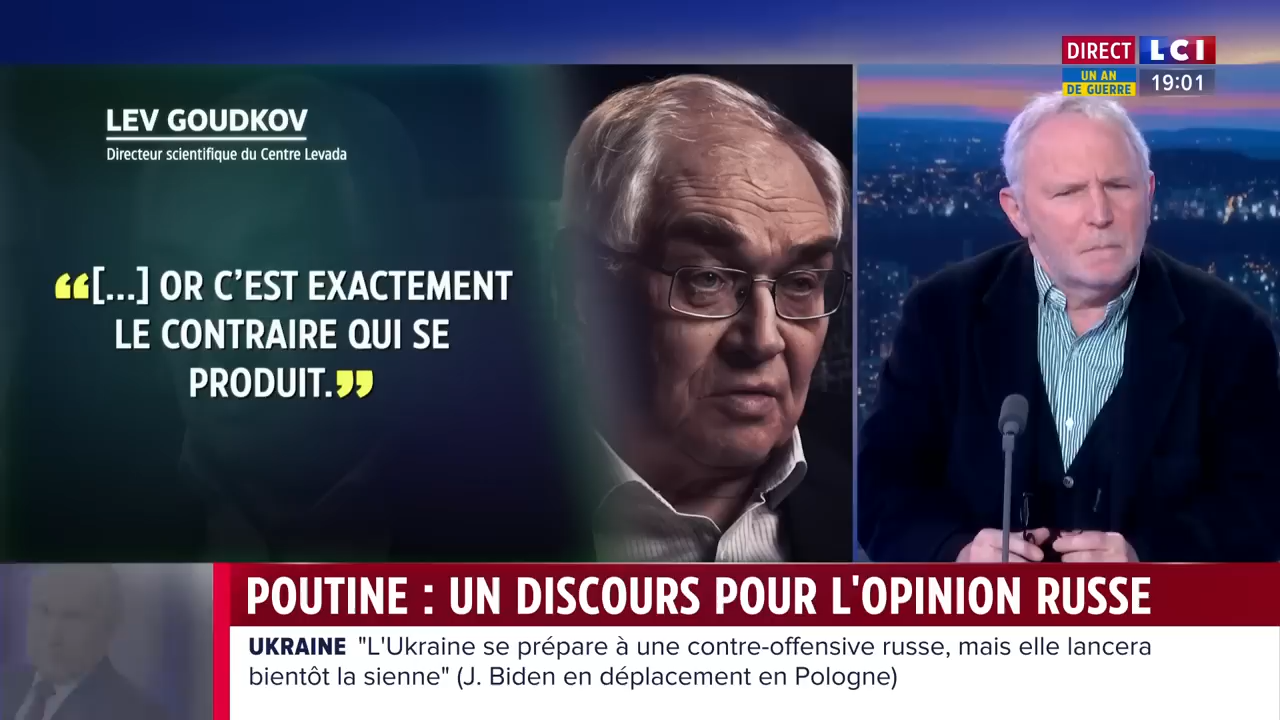 DIRECT LCI
UN AN
DE GUERRE
19:01
LEV GOUDKOV
Directeur scientifique du Centre Levada
“[...] OR C'EST EXACTEMENT
LE CONTRAIRE QUI SE
PRODUIT.”
POUTINE : UN DISCOURS POUR L'OPINION RUSSE
UKRAINE "L'Ukraine se prépare à une contre-offensive russe, mais elle lancera
bientôt la sienne" (J. Biden en déplacement en Pologne)